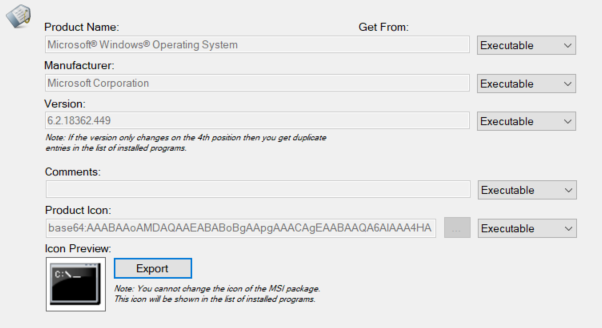 Product Name: Get From:
Microsoft® Windows® Operating System Executable
Manufacturer:
Microsoft Corporation Executable
Version:
6.2.18362.449 Executable
Note: If the version only changes on the 4th position then you get duplicate
entries in the list of installed programs.
Comments:
Executable
Product Icon:
base64:AAABAAoAMDAQAAEABABoBgAApgAAACAgEAABAAQA6AIAAA4HA ... Executable
Icon Preview:
C:\_
Export
Note: You cannot change the icon of the MSI package.
This icon will be shown in the list of installed programs.